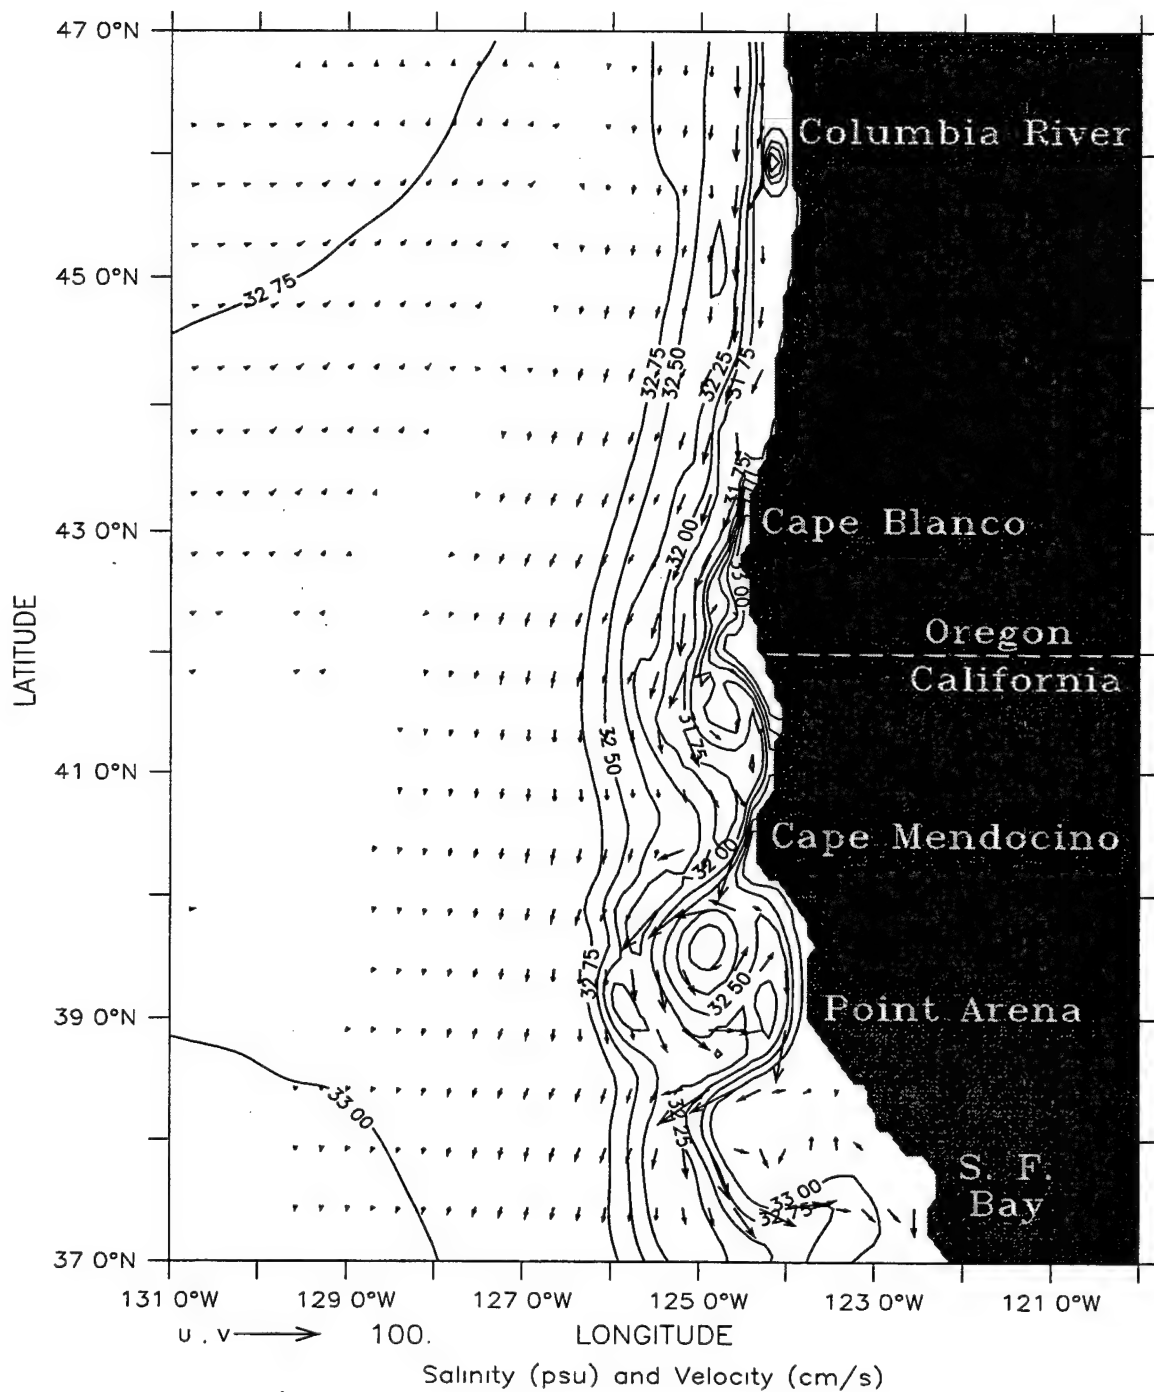 47 0°N
Columbia River
45 0°N
32 75
32 75
32 50
32 25
31 75
31 75
43 0°N
Cape Blanco
32 00
33 00
Oregon
California
LATITUDE
31 75
32 50
41 0°N
Cape Mendocino
32 00
32 75
32 50
39 0°N
Point Arena
33 00
32 25
S. F.
Bay
33 00
32 75
37 0°N
131 0°W
129 0°W
127 0°W
125 0°W
123 0°W
121 0°W
u , v
100.
LONGITUDE
Salinity (psu) and Velocity (cm/s)